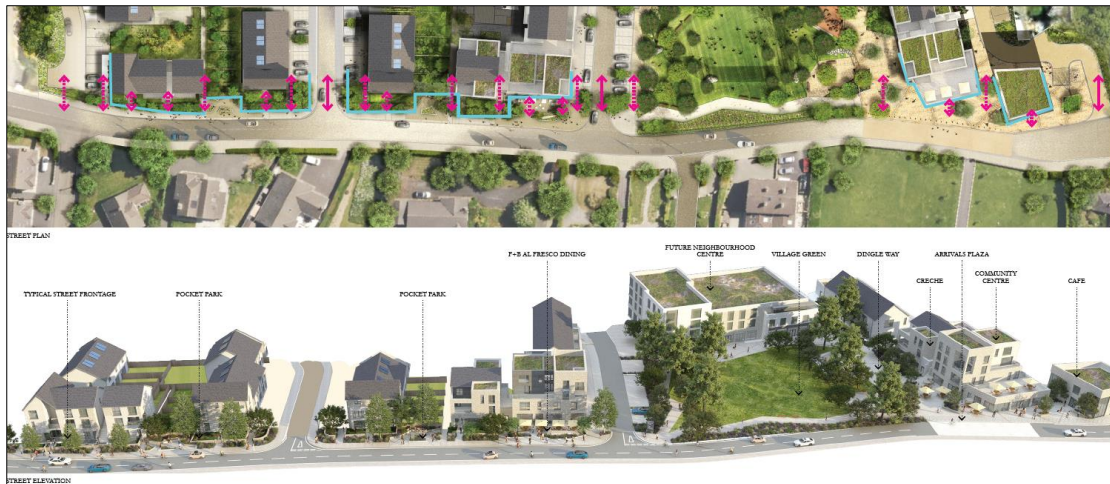 STREET PLAN
FUTURE NEIGHBOURHOOD
CENTRE
F+B AL FRESCO DINING
VILLAGE GREEN
DINGLE WAY
ARRIVALS PLAZA
COMMUNITY
CENTRE
CRECHE
CAFE
TYPICAL STREET FRONTAGE
POCKET PARK
POCKET PARK
STREET ELEVATION